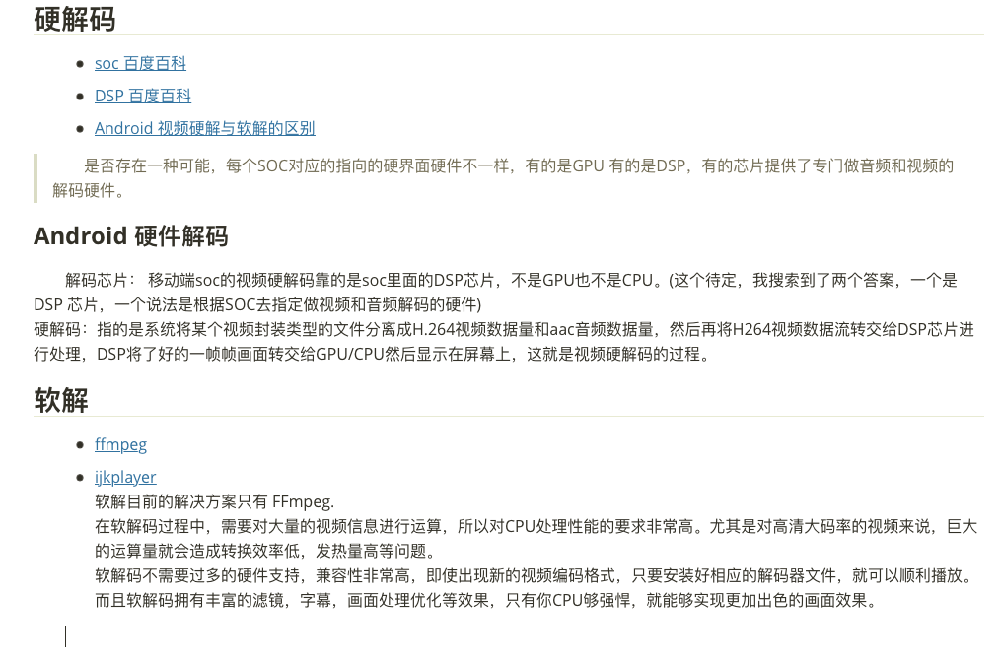 硬解码
soc 百度百科
DSP 百度百科
Android 视频硬解与软解的区别
是否存在一种可能，每个SOC对应的指向的硬界面硬件不一样，有的是GPU 有的是DSP，有的芯片提供了专门做音频和视频的
解码硬件。
Android 硬件解码
解码芯片： 移动端soc的视频硬解码靠的是soc里面的DSP芯片，不是GPU也不是CPU。(这个待定，我搜索到了两个答案，一个是
DSP 芯片，一个说法是根据SOC去指定做视频和音频解码的硬件)
硬解码：指的是系统将某个视频封装类型的文件分离成H.264视频数据量和aac音频数据量，然后再将H264视频数据流转交给DSP芯片进
行处理，DSP将了好的一帧帧画面转交给GPU/CPU然后显示在屏幕上，这就是视频硬解码的过程。
软解
ffmpeg
ijkplayer
软解目前的解决方案只有 FFmpeg.
在软解码过程中，需要对大量的视频信息进行运算，所以对CPU处理性能的要求非常高。尤其是对高清大码率的视频来说，巨大
的运算量就会造成转换效率低，发热量高等问题。
软解码不需要过多的硬件支持，兼容性非常高，即使出现新的视频编码格式，只要安装好相应的解码器文件，就可以顺利播放。
而且软解码拥有丰富的滤镜，字幕，画面处理优化等效果，只有你CPU够强悍，就能够实现更加出色的画面效果。